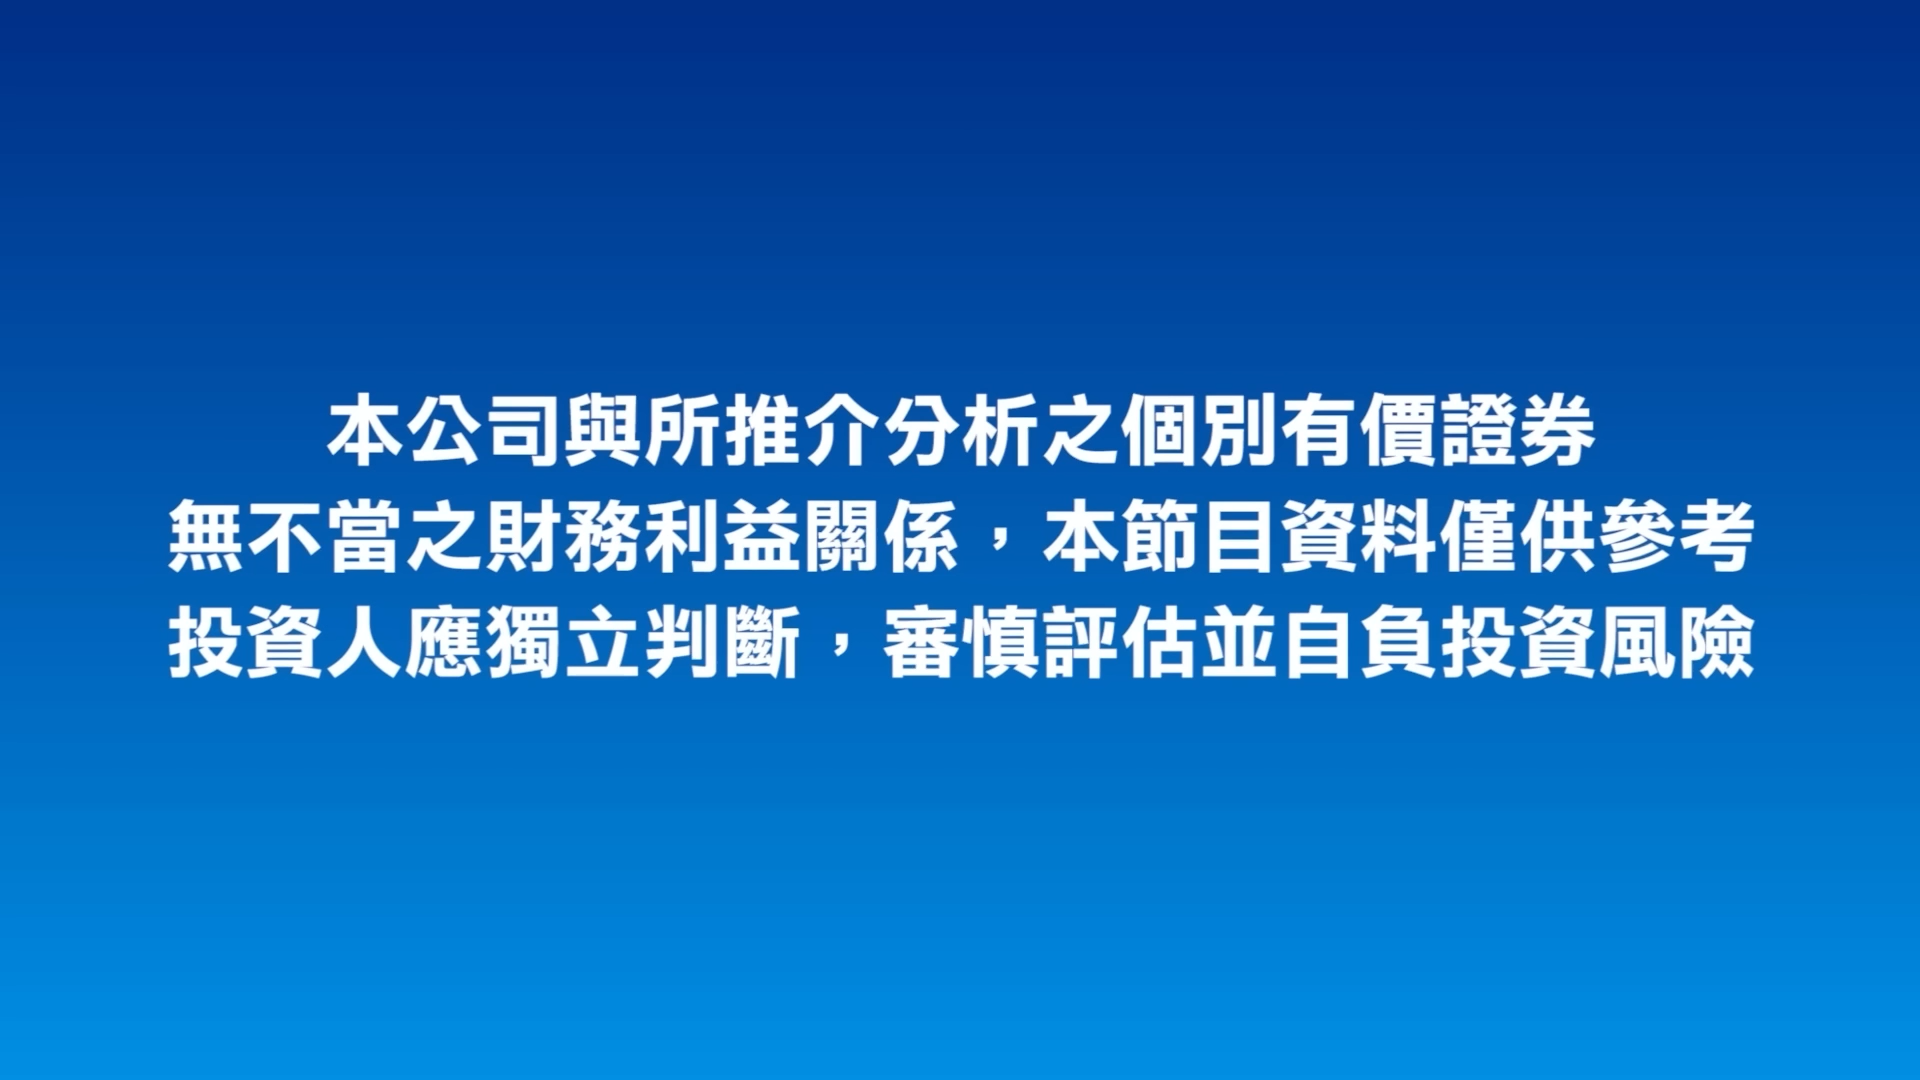 本公司與所推介分析之個別有價證券
無不當之財務利益關係，本節目資料僅供參考
投資人應獨立判斷，審慎評估並自負投資風險